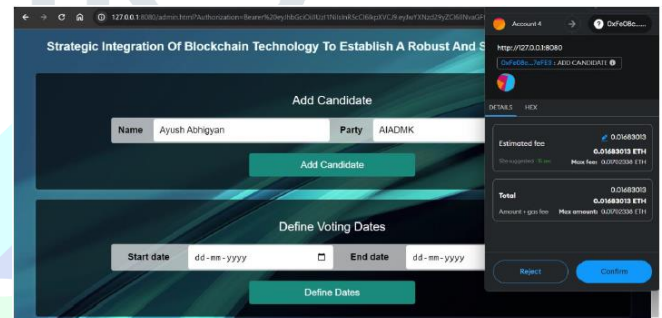 127.0.0.1:8080/admin.html?Authorization=Bearer%20
Strategic Integration Of Blockchain Technology To Establish A Robust And S
Add Candidate
Name Ayush Abhigyan Party AIADMK
Add Candidate
Define Voting Dates
Start date dd-mm-yyyy End date dd-mm-yyyy
Define Dates
Account 4
http://127.0.0.1:8080
: ADD CANDIDATE
DETAILS HEX
Estimated fee 0.01683013
0.01683013 ETH
Max fee: 0.01702338 ETH
Total 0.01683013
0.01683013 ETH
Amount + gas fee Max amount: 0.01702338 ETH
Reject Confirm